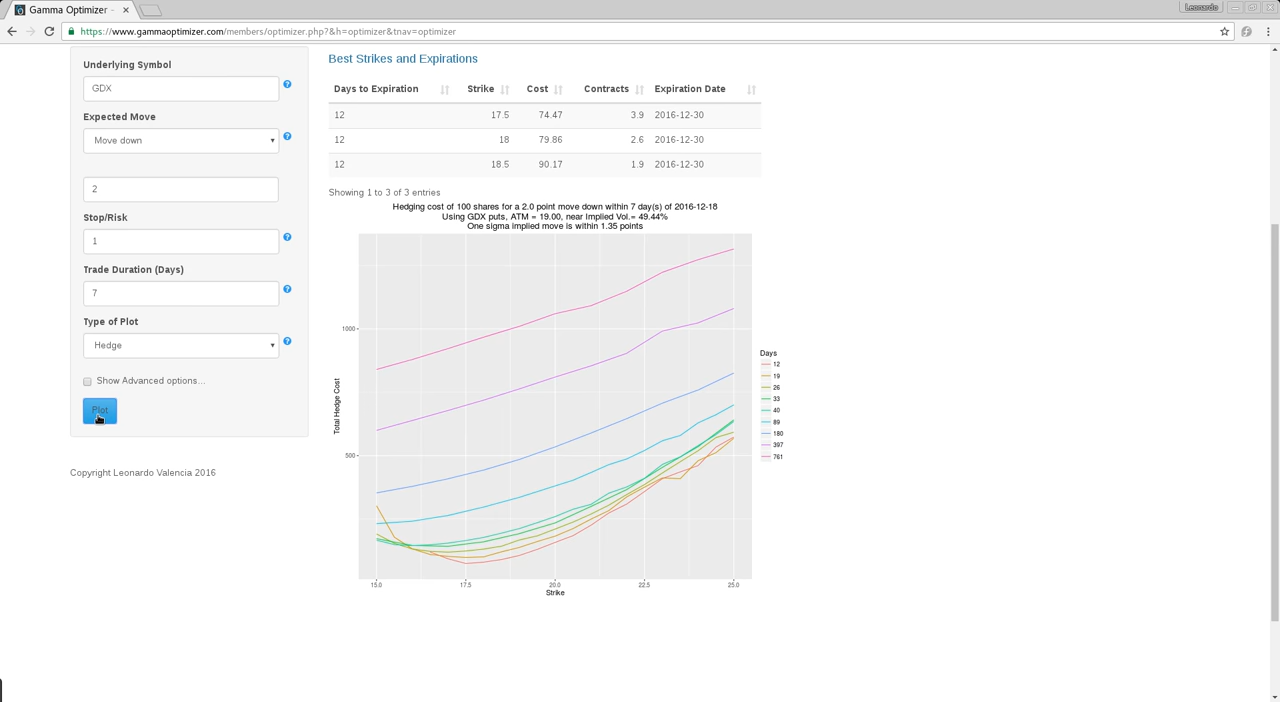 Gamma Optimizer -
Leonardo
https://www.gammaoptimizer.com/members/optimizer.php?&h=optimizer&tnav=optimizer
Underlying Symbol
GDX
Expected Move
Move down
2
Stop/Risk
1
Trade Duration (Days)
7
Type of Plot
Hedge
Show Advanced options...
Plot
Copyright Leonardo Valencia 2016
Best Strikes and Expirations
Days to Expiration Strike Cost Contracts Expiration Date
12 17.5 74.47 3.9 2016-12-30
12 18 79.86 2.6 2016-12-30
12 18.5 90.17 1.9 2016-12-30
Showing 1 to 3 of 3 entries
Hedging cost of 100 shares for a 2.0 point move down within 7 day(s) of 2016-12-18
Using GDX puts, ATM = 19.00, near Implied Vol.= 49.44%
One sigma implied move is within 1.35 points
Total Hedge Cost
1000
500
15.0 17.5 20.0 22.5 25.0
Strike
Days
12
19
26
33
40
89
180
397
761